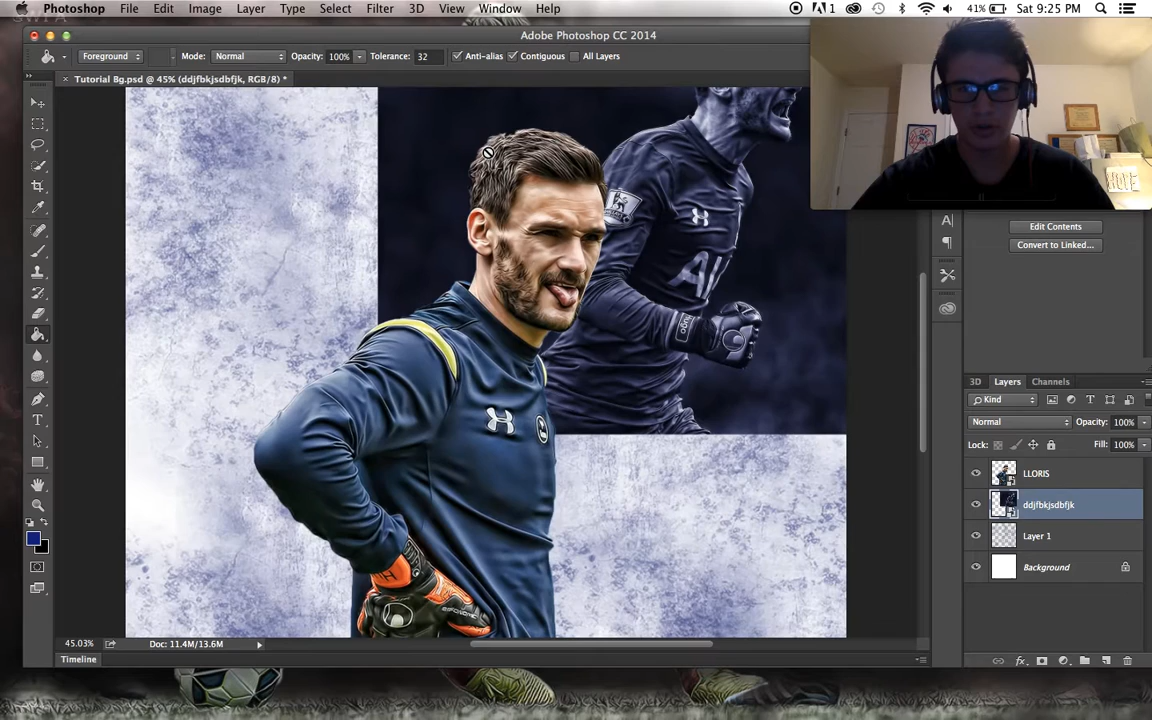 Photoshop File Edit Image Layer Type Select Filter 3D View Window Help 1 41% Sat 9:25 PM
Adobe Photoshop CC 2014
Foreground Mode: Normal Opacity: 100% Tolerance: 32 Anti-alias Contiguous All Layers
Tutorial Bg.psd @ 45% (ddjfbkjsdbfjk, RGB/8) *
AI
hugo
Edit Contents
Convert to Linked...
3D Layers Channels
Kind
Normal Opacity: 100%
Lock: Fill: 100%
LLORIS
ddjfbkjsdbfjk
Layer 1
Background
45.03% Doc: 11.4M/13.6M
Timeline